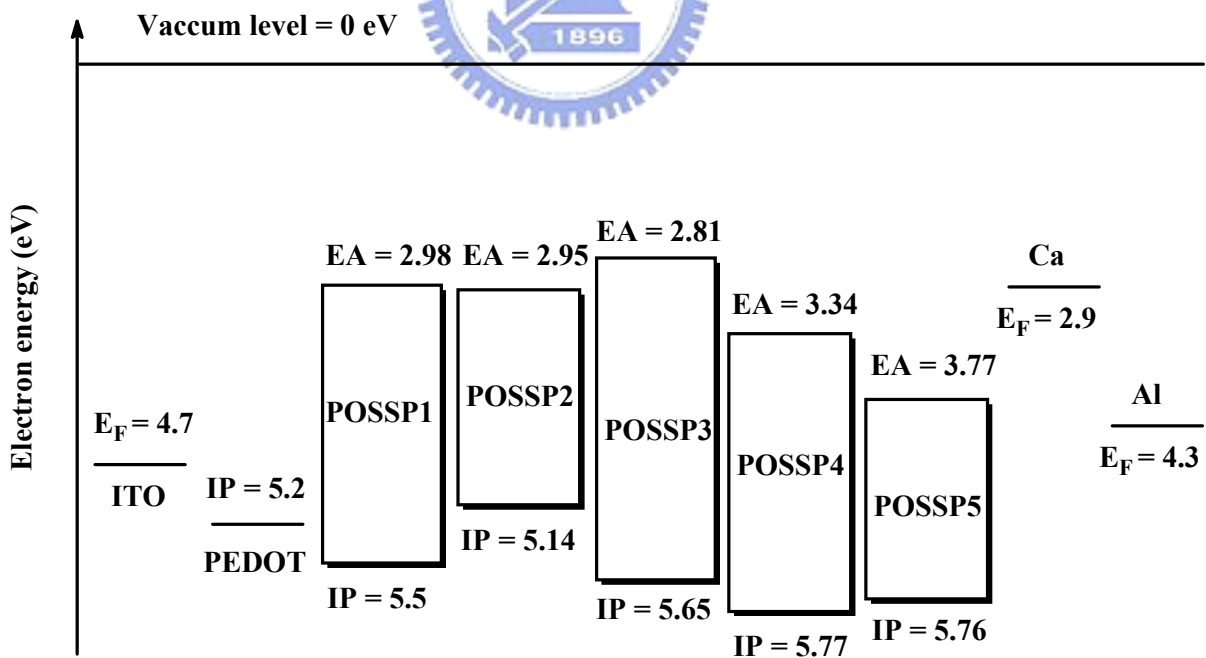 Vaccum level = 0 eV
1896
Electron energy (eV)
EA = 2.98
EA = 2.95
EA = 2.81
EA = 3.34
EA = 3.77
Ca
E_F = 2.9
Al
E_F = 4.3
E_F = 4.7
ITO
IP = 5.2
PEDOT
POSSP1
POSSP2
POSSP3
POSSP4
POSSP5
IP = 5.5
IP = 5.14
IP = 5.65
IP = 5.77
IP = 5.76